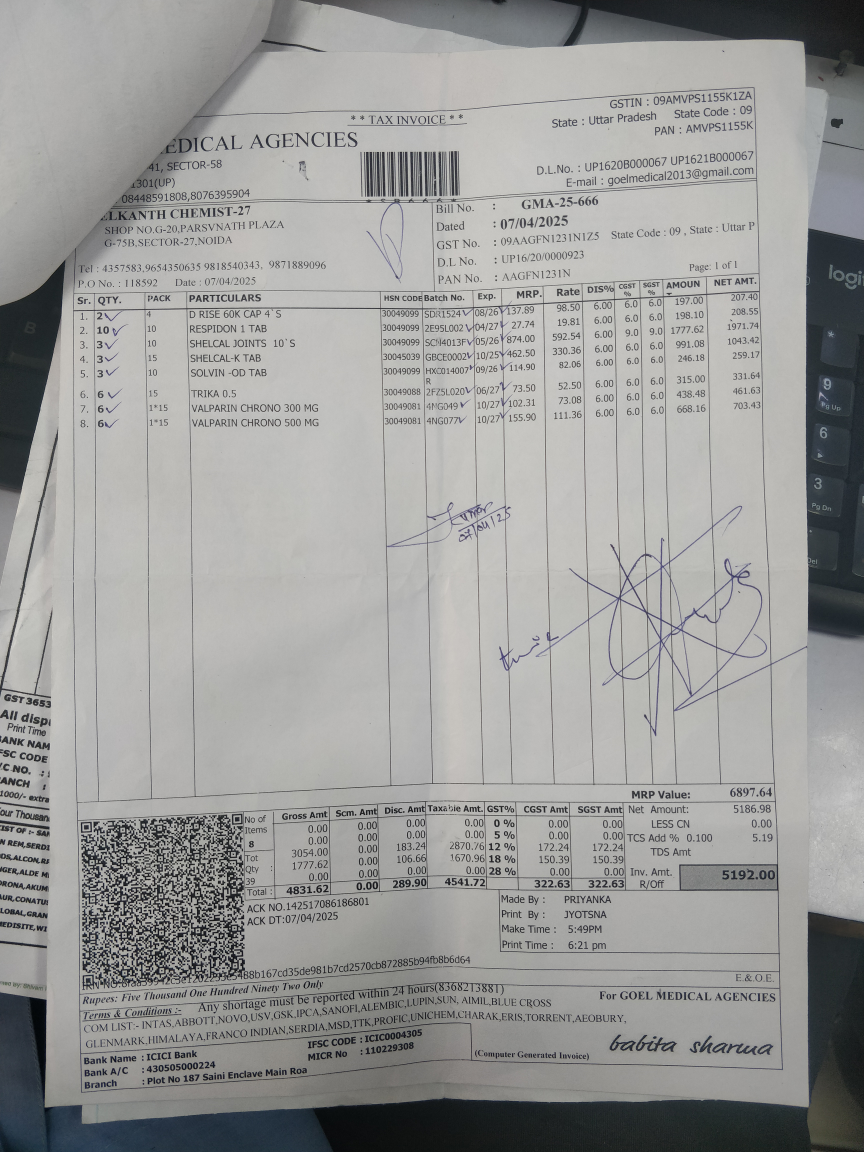 * * TAX INVOICE * *
GSTIN : 09AMVPS1155K1ZA
State : Uttar Pradesh State Code : 09
PAN : AMVPS1155K
EDICAL AGENCIES
41, SECTOR-58
301(UP)
08448591808,8076395904
D.L.No. : UP1620B000067 UP1621B000067
E-mail : goelmedical2013@gmail.com
ELKANTH CHEMIST-27
SHOP NO.G-20,PARSVNATH PLAZA
G-75B,SECTOR-27,NOIDA
Tel : 4357583,9654350635 9818540343, 9871889096
P.O No. : 118592 Date : 07/04/2025
Bill No. : GMA-25-666
Dated : 07/04/2025
GST No. : 09AAGFN1231N1Z5 State Code : 09 , State : Uttar P
D.L No. : UP16/20/0000923
PAN No. : AAGFN1231N
Page: 1 of 1
Sr. QTY. PACK PARTICULARS HSN CODE Batch No. Exp. MRP. Rate DIS% CGST % SGST % AMOUN NET AMT.
1. 2 4 D RISE 60K CAP 4`S 30049099 SDR1524 08/26 137.89 98.50 6.00 6.0 6.0 197.00 207.40
2. 10 10 RESPIDON 1 TAB 30049099 2E95L002 04/27 27.74 19.81 6.00 6.0 6.0 198.10 208.55
3. 3 10 SHELCAL JOINTS 10`S 30049099 SCN4013F 05/26 874.00 592.54 6.00 9.0 9.0 1777.62 1971.74
4. 3 15 SHELCAL-K TAB 30045039 GBCE0002 10/25 462.50 330.36 6.00 6.0 6.0 991.08 1043.42
5. 3 10 SOLVIN -OD TAB 30049099 HXC014007 09/26 114.90 82.06 6.00 6.0 6.0 246.18 259.17
R
6. 6 15 TRIKA 0.5 30049088 2FZ5L020 06/27 73.50 52.50 6.00 6.0 6.0 315.00 331.64
7. 6 1*15 VALPARIN CHRONO 300 MG 30049081 4MG049 10/27 102.31 73.08 6.00 6.0 6.0 438.48 461.63
8. 6 1*15 VALPARIN CHRONO 500 MG 30049081 4NG077 10/27 155.90 111.36 6.00 6.0 6.0 668.16 703.43
07/04/25
MRP Value: 6897.64
No of Items 8
Tot Qty : 39
Gross Amt Scm. Amt Disc. Amt Taxable Amt. GST% CGST Amt SGST Amt
0.00 0.00 0.00 0.00 0 % 0.00 0.00
0.00 0.00 0.00 0.00 5 % 0.00 0.00
3054.00 0.00 183.24 2870.76 12 % 172.24 172.24
1777.62 0.00 106.66 1670.96 18 % 150.39 150.39
0.00 0.00 0.00 0.00 28 % 0.00 0.00
Total : 4831.62 0.00 289.90 4541.72 322.63 322.63
Net Amount: 5186.98
LESS CN 0.00
TCS Add % 0.100 5.19
TDS Amt
Inv. Amt. 5192.00
R/Off
ACK NO.142517086186801
ACK DT:07/04/2025
Made By : PRIYANKA
Print By : JYOTSNA
Make Time : 5:49PM
Print Time : 6:21 pm
E.& O.E.
Rupees: Five Thousand One Hundred Ninety Two Only
Terms & Conditions :- Any shortage must be reported within 24 hours(8368213881)
COM LIST:- INTAS,ABBOTT,NOVO,USV,GSK,IPCA,SANOFI,ALEMBIC,LUPIN,SUN, AIMIL,BLUE CROSS
GLENMARK,HIMALAYA,FRANCO INDIAN,SERDIA,MSD,TTK,PROFIC,UNICHEM,CHARAK,ERIS,TORRENT,AEOBURY,
For GOEL MEDICAL AGENCIES
babita sharma
Bank Name : ICICI Bank IFSC CODE : ICIC0004305
Bank A/C : 430505000224 MICR No : 110229308
Branch : Plot No 187 Saini Enclave Main Roa
(Computer Generated Invoice)
GST 3653
All disp
Print Time
BANK NAM
FSC CODE
1000/- extra
our Thousan
logi
9
Pg Up
6
3
Pg Dn